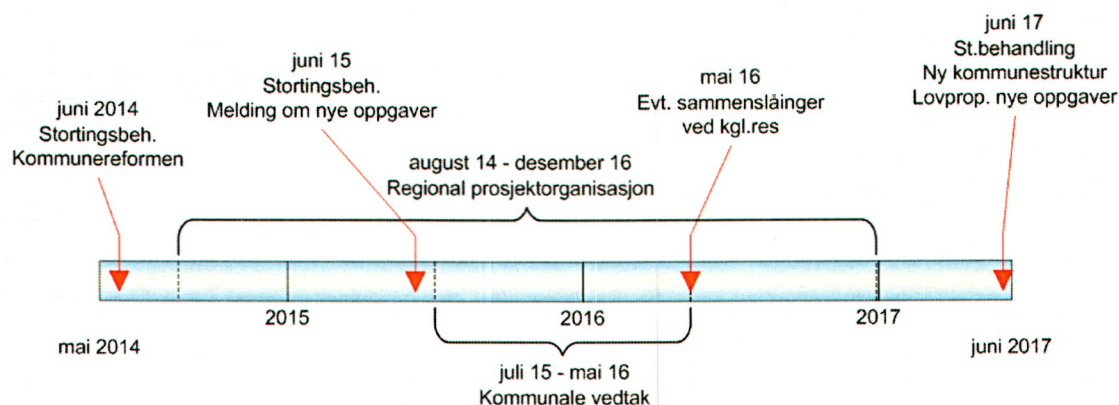 juni 2014
Stortingsbeh.
Kommunereformen
juni 15
Stortingsbeh.
Melding om nye oppgaver
mai 16
Evt. sammenslåinger
ved kgl.res
juni 17
St.behandling
Ny kommunestruktur
Lovprop. nye oppgaver
august 14 - desember 16
Regional prosjektorganisasjon
2015
2016
2017
mai 2014
juni 2017
juli 15 - mai 16
Kommunale vedtak